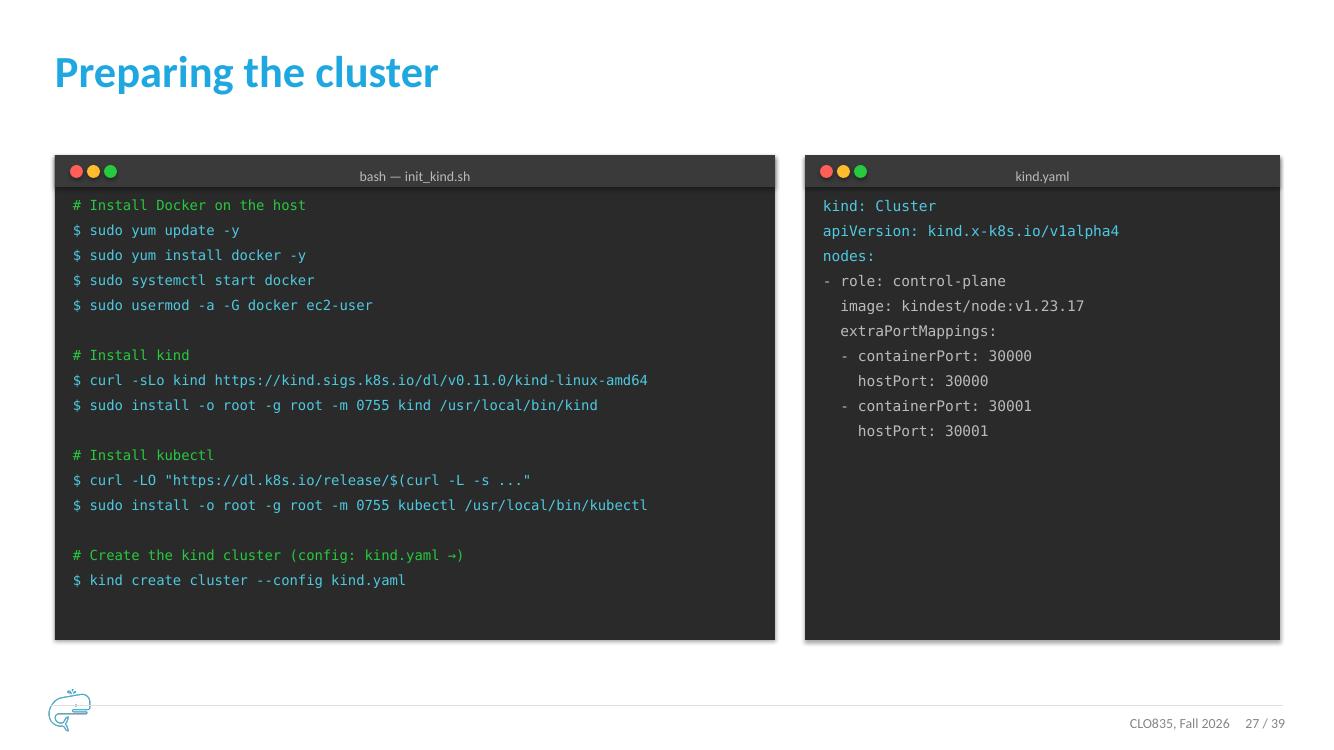 Preparing the cluster
bash — init_kind.sh
# Install Docker on the host
$ sudo yum update -y
$ sudo yum install docker -y
$ sudo systemctl start docker
$ sudo usermod -a -G docker ec2-user
# Install kind
$ curl -sLo kind https://kind.sigs.k8s.io/dl/v0.11.0/kind-linux-amd64
$ sudo install -o root -g root -m 0755 kind /usr/local/bin/kind
# Install kubectl
$ curl -LO "https://dl.k8s.io/release/$(curl -L -s ..."
$ sudo install -o root -g root -m 0755 kubectl /usr/local/bin/kubectl
# Create the kind cluster (config: kind.yaml →)
$ kind create cluster --config kind.yaml
kind.yaml
kind: Cluster
apiVersion: kind.x-k8s.io/v1alpha4
nodes:
- role: control-plane
  image: kindest/node:v1.23.17
  extraPortMappings:
  - containerPort: 30000
    hostPort: 30000
  - containerPort: 30001
    hostPort: 30001
CLO835, Fall 2026 27 / 39